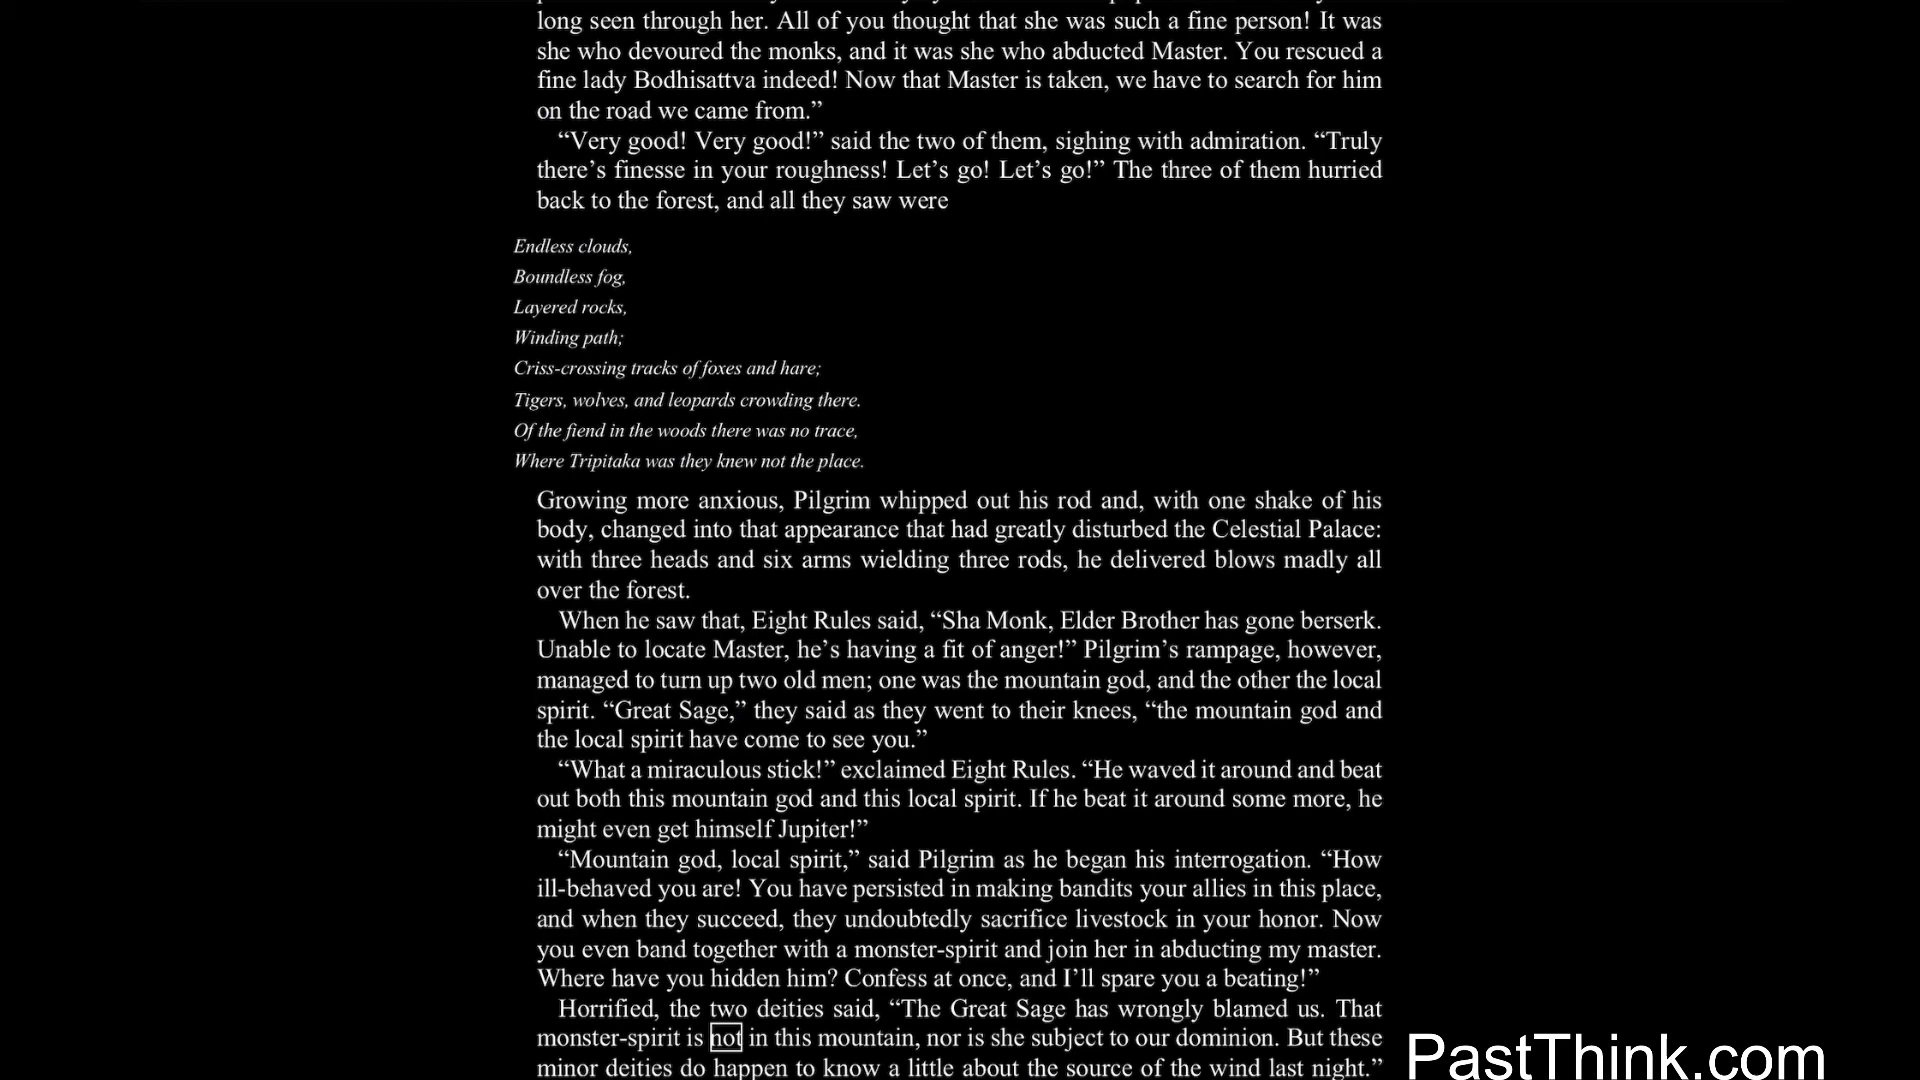 long seen through her. All of you thought that she was such a fine person! It was
she who devoured the monks, and it was she who abducted Master. You rescued a
fine lady Bodhisattva indeed! Now that Master is taken, we have to search for him
on the road we came from.”
“Very good! Very good!” said the two of them, sighing with admiration. “Truly
there’s finesse in your roughness! Let’s go! Let’s go!” The three of them hurried
back to the forest, and all they saw were
Endless clouds,
Boundless fog,
Layered rocks,
Winding path;
Criss-crossing tracks of foxes and hare;
Tigers, wolves, and leopards crowding there.
Of the fiend in the woods there was no trace,
Where Tripitaka was they knew not the place.
Growing more anxious, Pilgrim whipped out his rod and, with one shake of his
body, changed into that appearance that had greatly disturbed the Celestial Palace:
with three heads and six arms wielding three rods, he delivered blows madly all
over the forest.
When he saw that, Eight Rules said, “Sha Monk, Elder Brother has gone berserk.
Unable to locate Master, he’s having a fit of anger!” Pilgrim’s rampage, however,
managed to turn up two old men; one was the mountain god, and the other the local
spirit. “Great Sage,” they said as they went to their knees, “the mountain god and
the local spirit have come to see you.”
“What a miraculous stick!” exclaimed Eight Rules. “He waved it around and beat
out both this mountain god and this local spirit. If he beat it around some more, he
might even get himself Jupiter!”
“Mountain god, local spirit,” said Pilgrim as he began his interrogation. “How
ill-behaved you are! You have persisted in making bandits your allies in this place,
and when they succeed, they undoubtedly sacrifice livestock in your honor. Now
you even band together with a monster-spirit and join her in abducting my master.
Where have you hidden him? Confess at once, and I’ll spare you a beating!”
Horrified, the two deities said, “The Great Sage has wrongly blamed us. That
monster-spirit is not in this mountain, nor is she subject to our dominion. But these
minor deities do happen to know a little about the source of the wind last night.”
PastThink.com